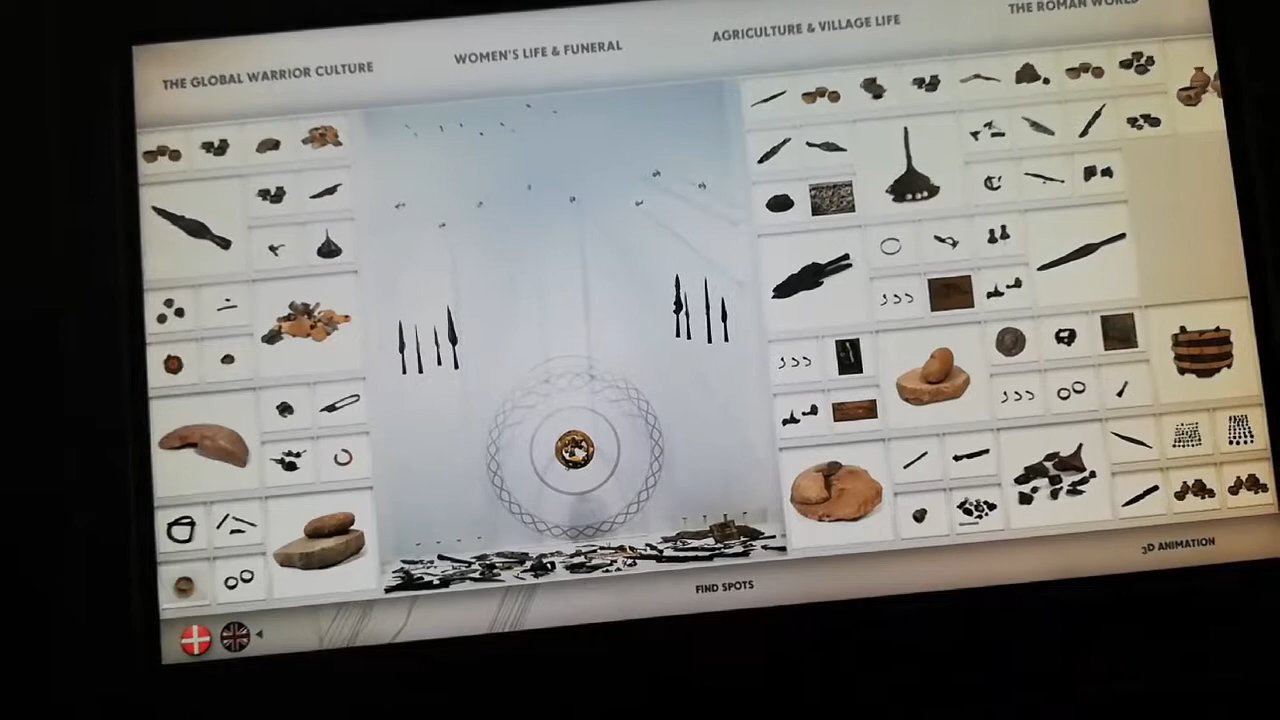 THE GLOBAL WARRIOR CULTURE
WOMEN'S LIFE & FUNERAL
AGRICULTURE & VILLAGE LIFE
THE ROMAN WORLD
FIND SPOTS
3D ANIMATION